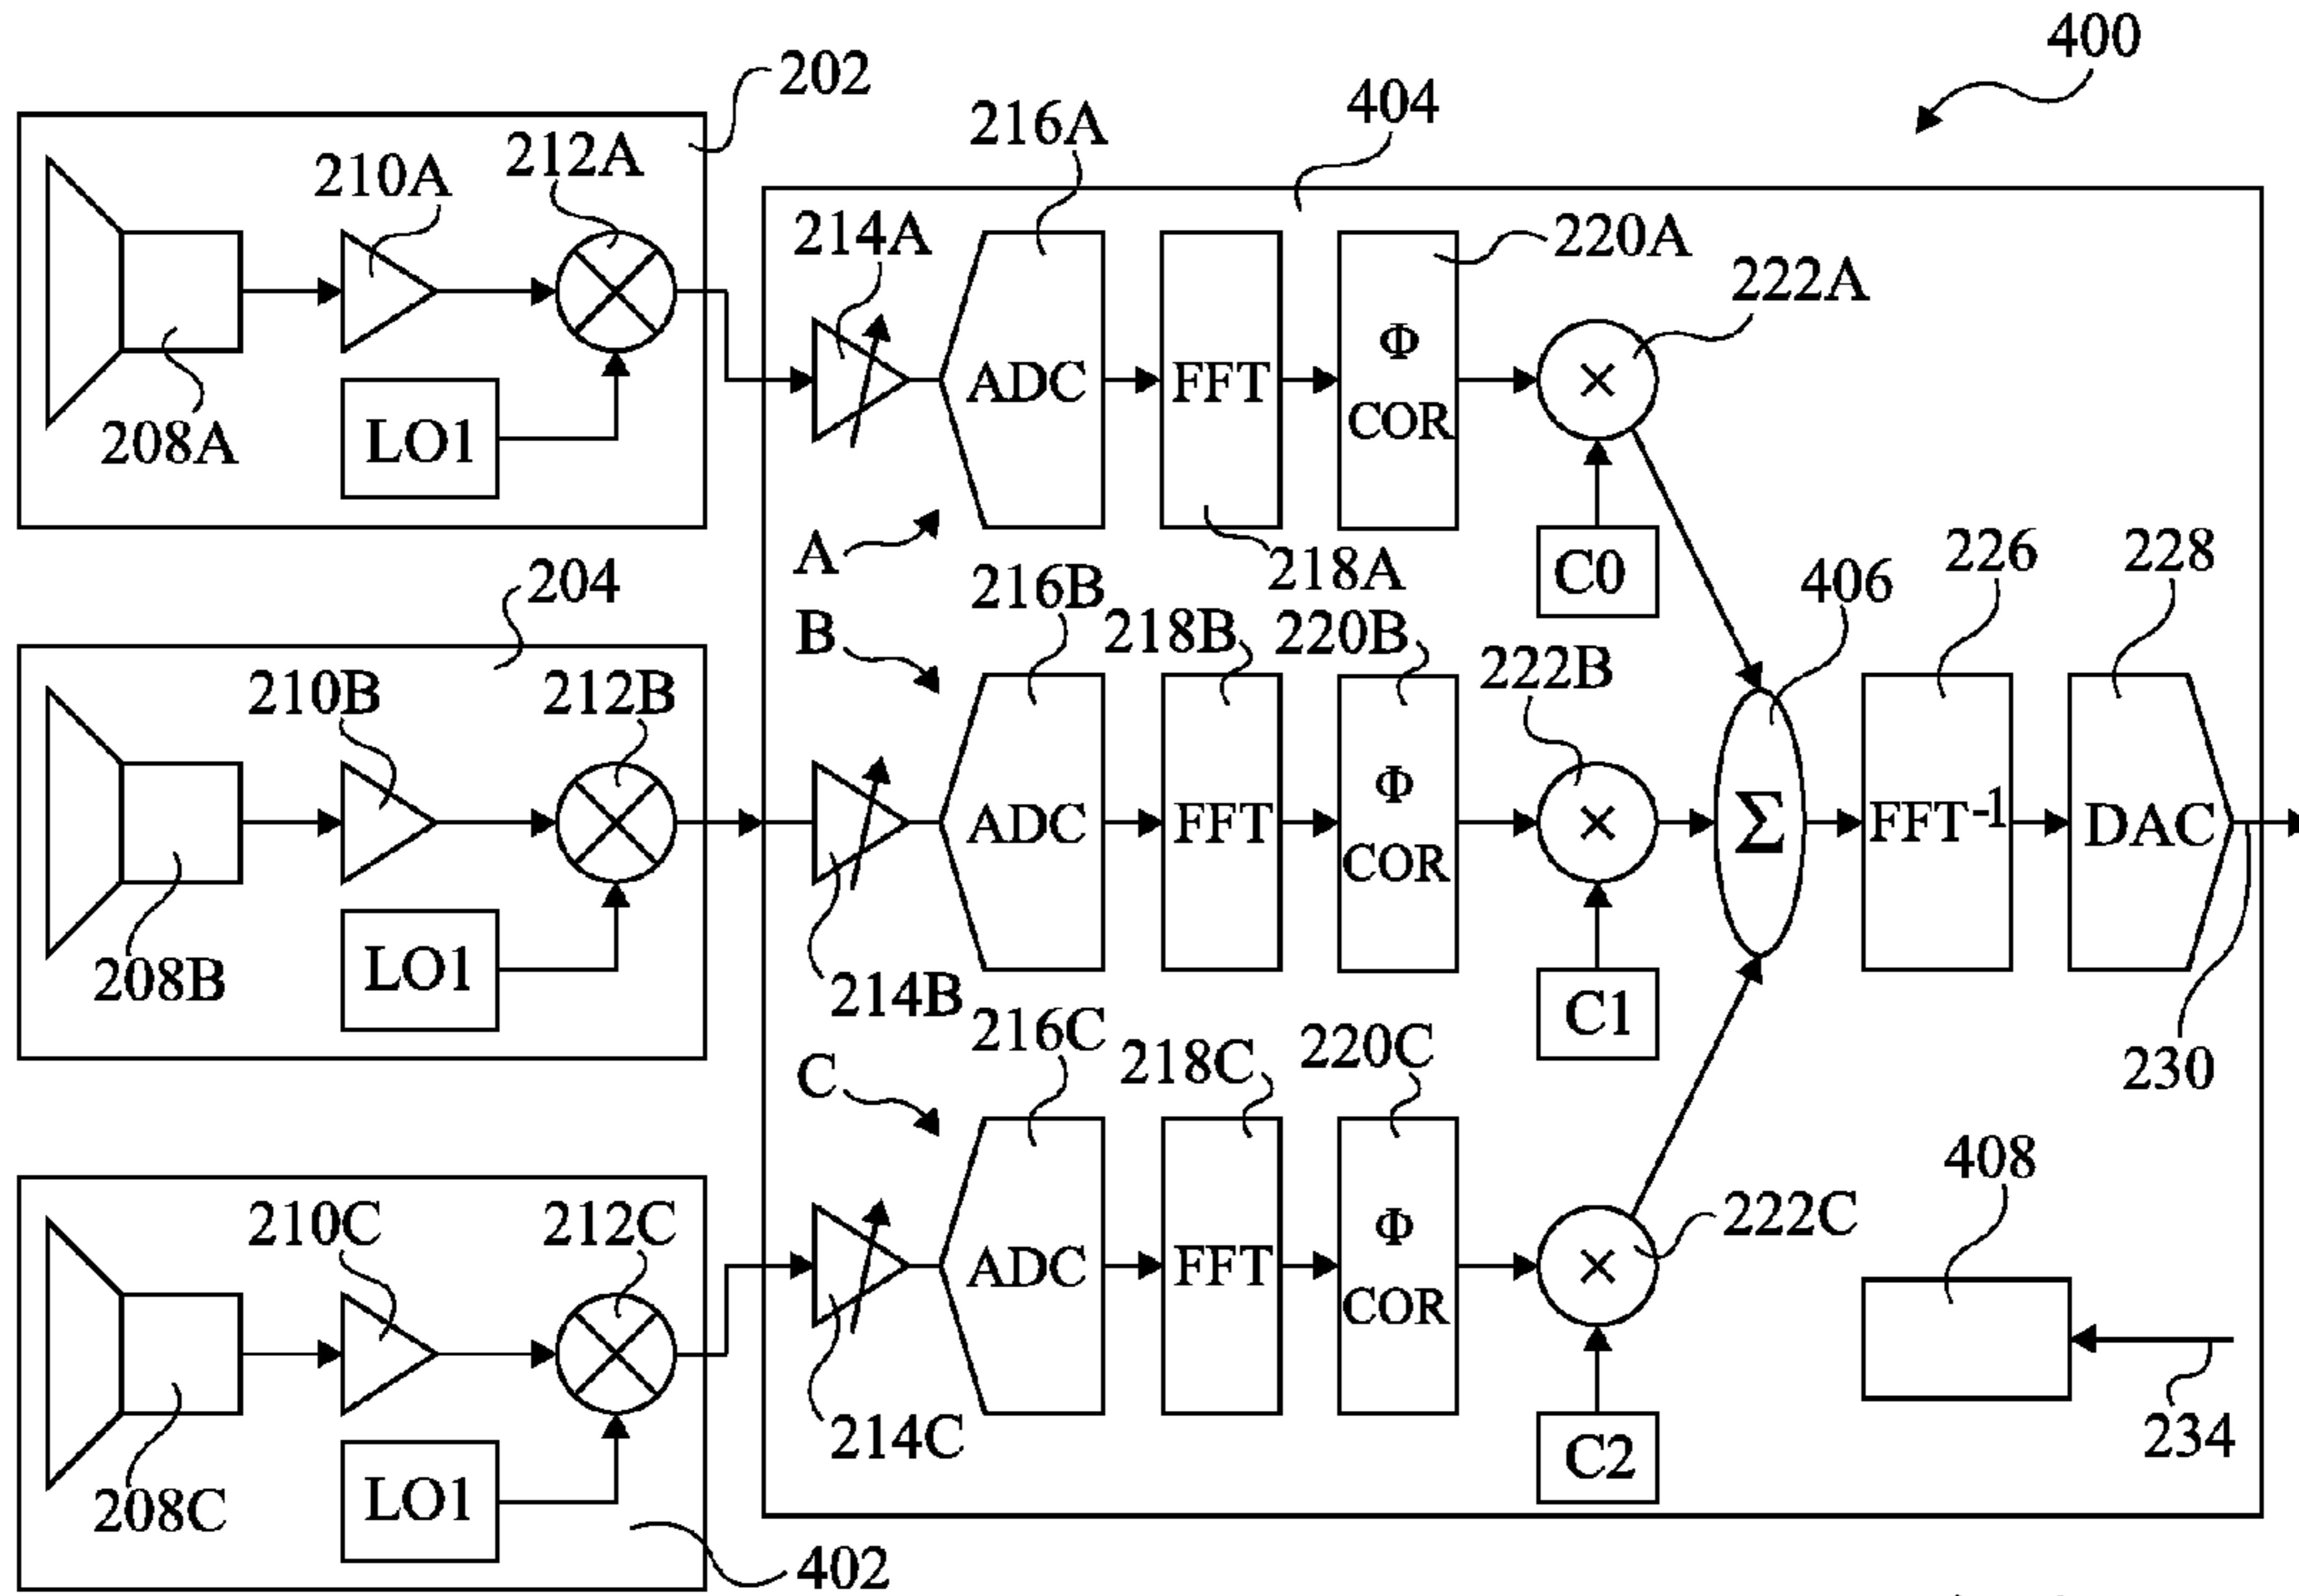 400
202
404
216A
212A
210A
214A
220A
222A
Φ
COR
ADC
FFT
LO1
208A
A
218A
C0
226
228
406
204
216B
B
218B
220B
222B
210B
212B
Φ
COR
ADC
FFT
Σ
FFT-1
DAC
LO1
208B
214B
C1
230
216C
C
218C
220C
408
210C
212C
222C
Φ
COR
ADC
FFT
214C
C2
234
LO1
208C
402